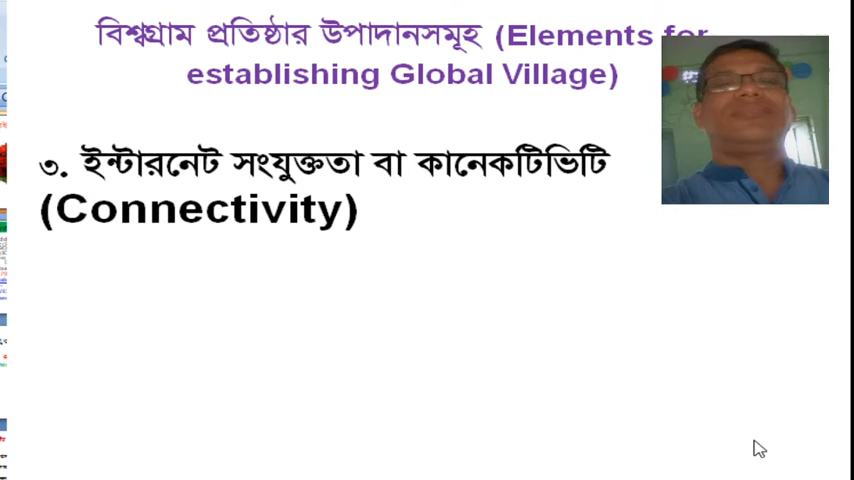 বিশ্বগ্রাম প্রতিষ্ঠার উপাদানসমূহ (Elements for
establishing Global Village)
৩. ইন্টারনেট সংযুক্ততা বা কানেকটিভিটি
(Connectivity)